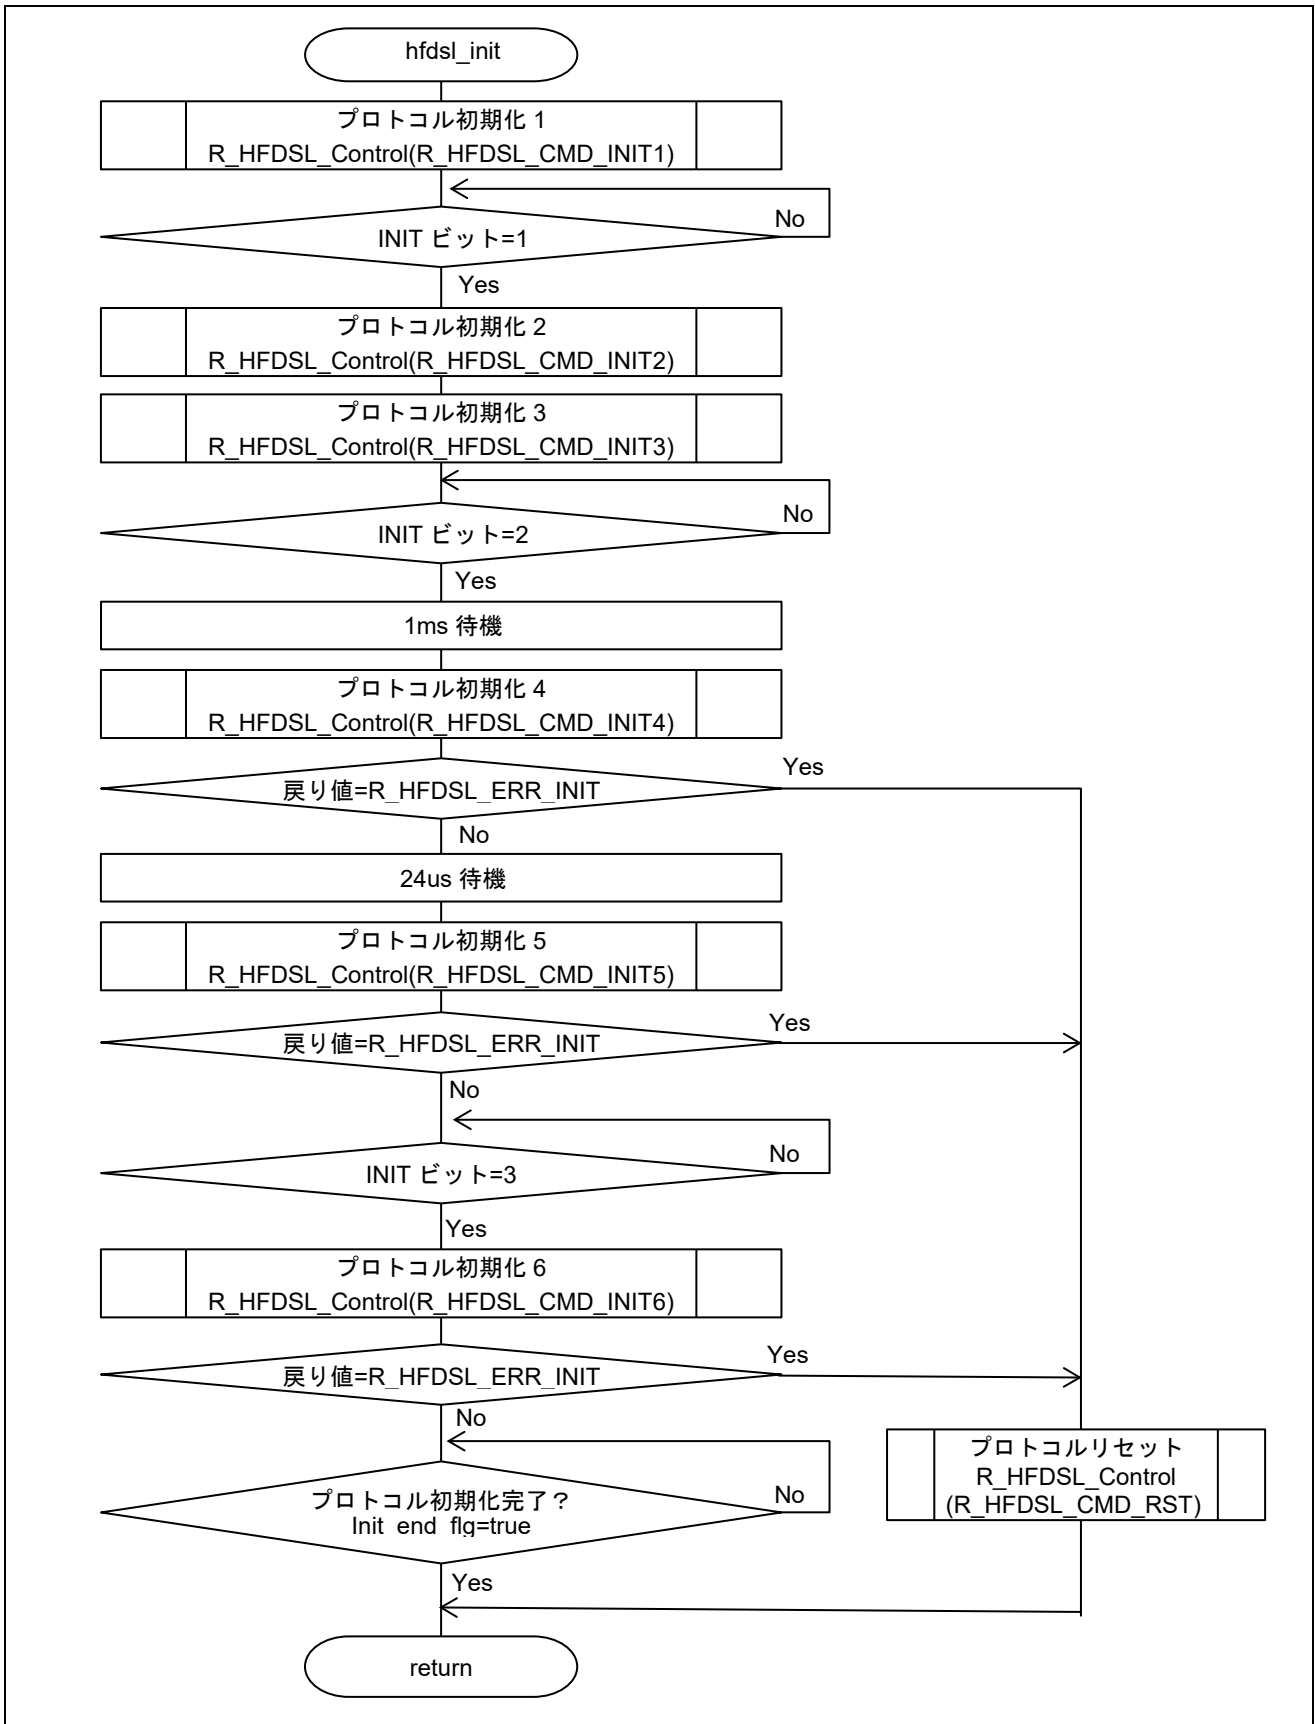 hfdsl_init
プロトコル初期化 1
R_HFDSL_Control(R_HFDSL_CMD_INIT1)
No
INIT ビット=1
Yes
プロトコル初期化 2
R_HFDSL_Control(R_HFDSL_CMD_INIT2)
プロトコル初期化 3
R_HFDSL_Control(R_HFDSL_CMD_INIT3)
No
INIT ビット=2
Yes
1ms 待機
プロトコル初期化 4
R_HFDSL_Control(R_HFDSL_CMD_INIT4)
Yes
戻り値=R_HFDSL_ERR_INIT
No
24us 待機
プロトコル初期化 5
R_HFDSL_Control(R_HFDSL_CMD_INIT5)
Yes
戻り値=R_HFDSL_ERR_INIT
No
No
INIT ビット=3
Yes
プロトコル初期化 6
R_HFDSL_Control(R_HFDSL_CMD_INIT6)
Yes
戻り値=R_HFDSL_ERR_INIT
No
プロトコルリセット
R_HFDSL_Control
(R_HFDSL_CMD_RST)
No
プロトコル初期化完了？
Init_end_flg=true
Yes
return